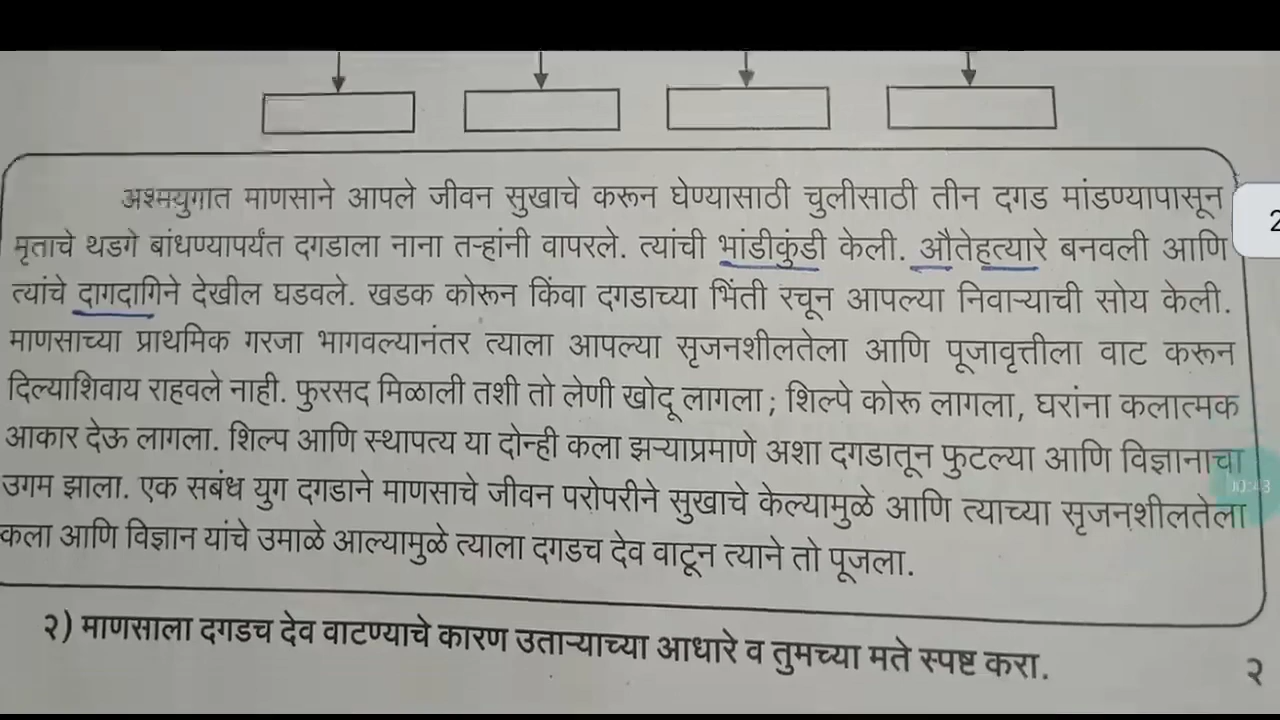 अश्मयुगात माणसाने आपले जीवन सुखाचे करून घेण्यासाठी चुलीसाठी तीन दगड मांडण्यापासून
मृताचे थडगे बांधण्यापर्यंत दगडाला नाना तऱ्हांनी वापरले. त्यांची भांडीकुंडी केली. औतेहत्यारे बनवली आणि
त्यांचे दागदागिने देखील घडवले. खडक कोरून किंवा दगडाच्या भिंती रचून आपल्या निवाऱ्याची सोय केली.
माणसाच्या प्राथमिक गरजा भागवल्यानंतर त्याला आपल्या सृजनशीलतेला आणि पूजावृत्तीला वाट करून
दिल्याशिवाय राहवले नाही. फुरसद मिळाली तशी तो लेणी खोदू लागला ; शिल्पे कोरू लागला, घरांना कलात्मक
आकार देऊ लागला. शिल्प आणि स्थापत्य या दोन्ही कला झऱ्याप्रमाणे अशा दगडातून फुटल्या आणि विज्ञानाचा
उगम झाला. एक सबंध युग दगडाने माणसाचे जीवन परोपरीने सुखाचे केल्यामुळे आणि त्याच्या सृजनशीलतेला
कला आणि विज्ञान यांचे उमाळे आल्यामुळे त्याला दगडच देव वाटून त्याने तो पूजला.
२) माणसाला दगडच देव वाटण्याचे कारण उताऱ्याच्या आधारे व तुमच्या मते स्पष्ट करा. २
2
00:43